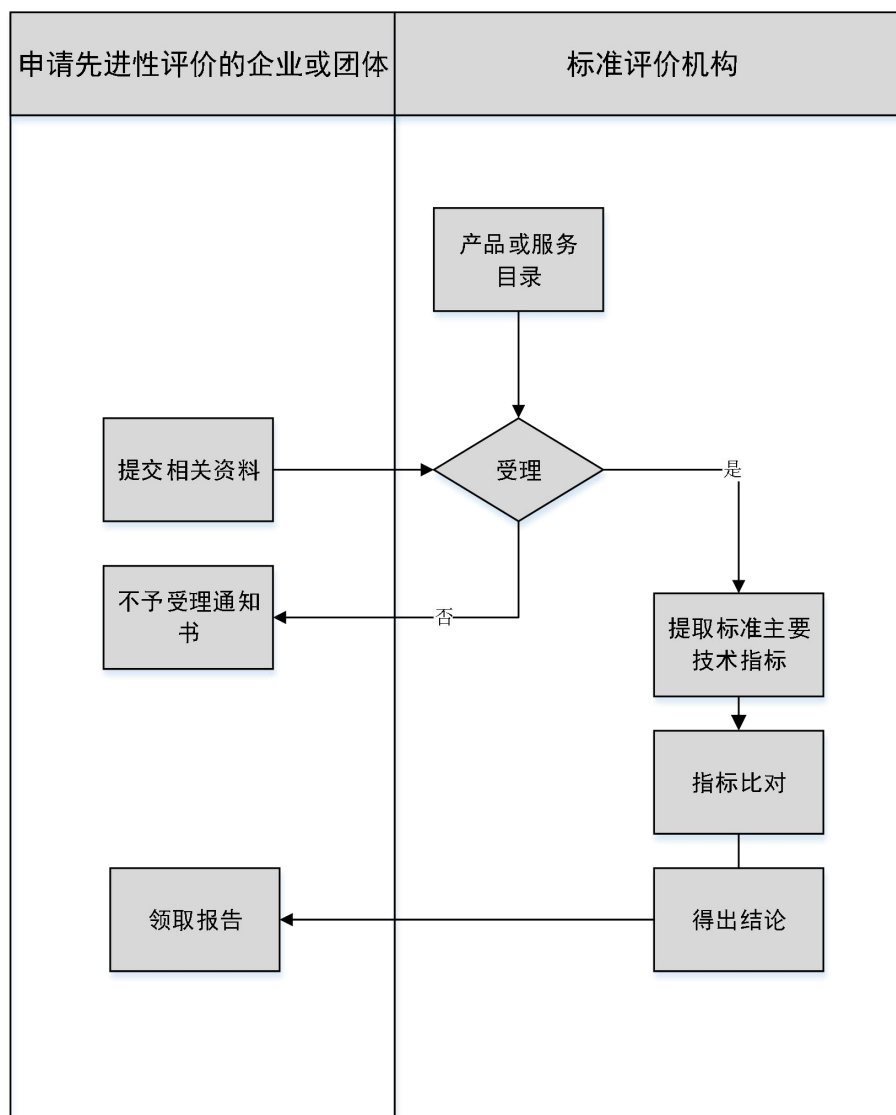 申请先进性评价的企业或团体
标准评价机构
产品或服务
目录
提交相关资料
受理
是
不予受理通知
书
否
提取标准主要
技术指标
指标比对
领取报告
得出结论